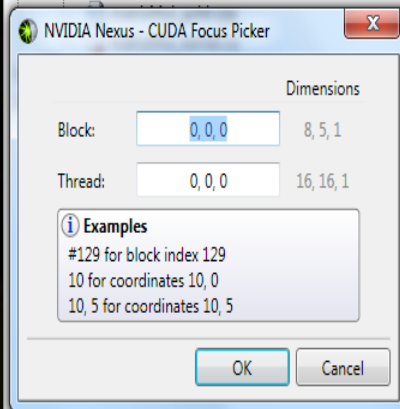 NVIDIA Nexus - CUDA Focus Picker
Dimensions
Block: 0, 0, 0 8, 5, 1
Thread: 0, 0, 0 16, 16, 1
Examples
#129 for block index 129
10 for coordinates 10, 0
10, 5 for coordinates 10, 5
OK Cancel